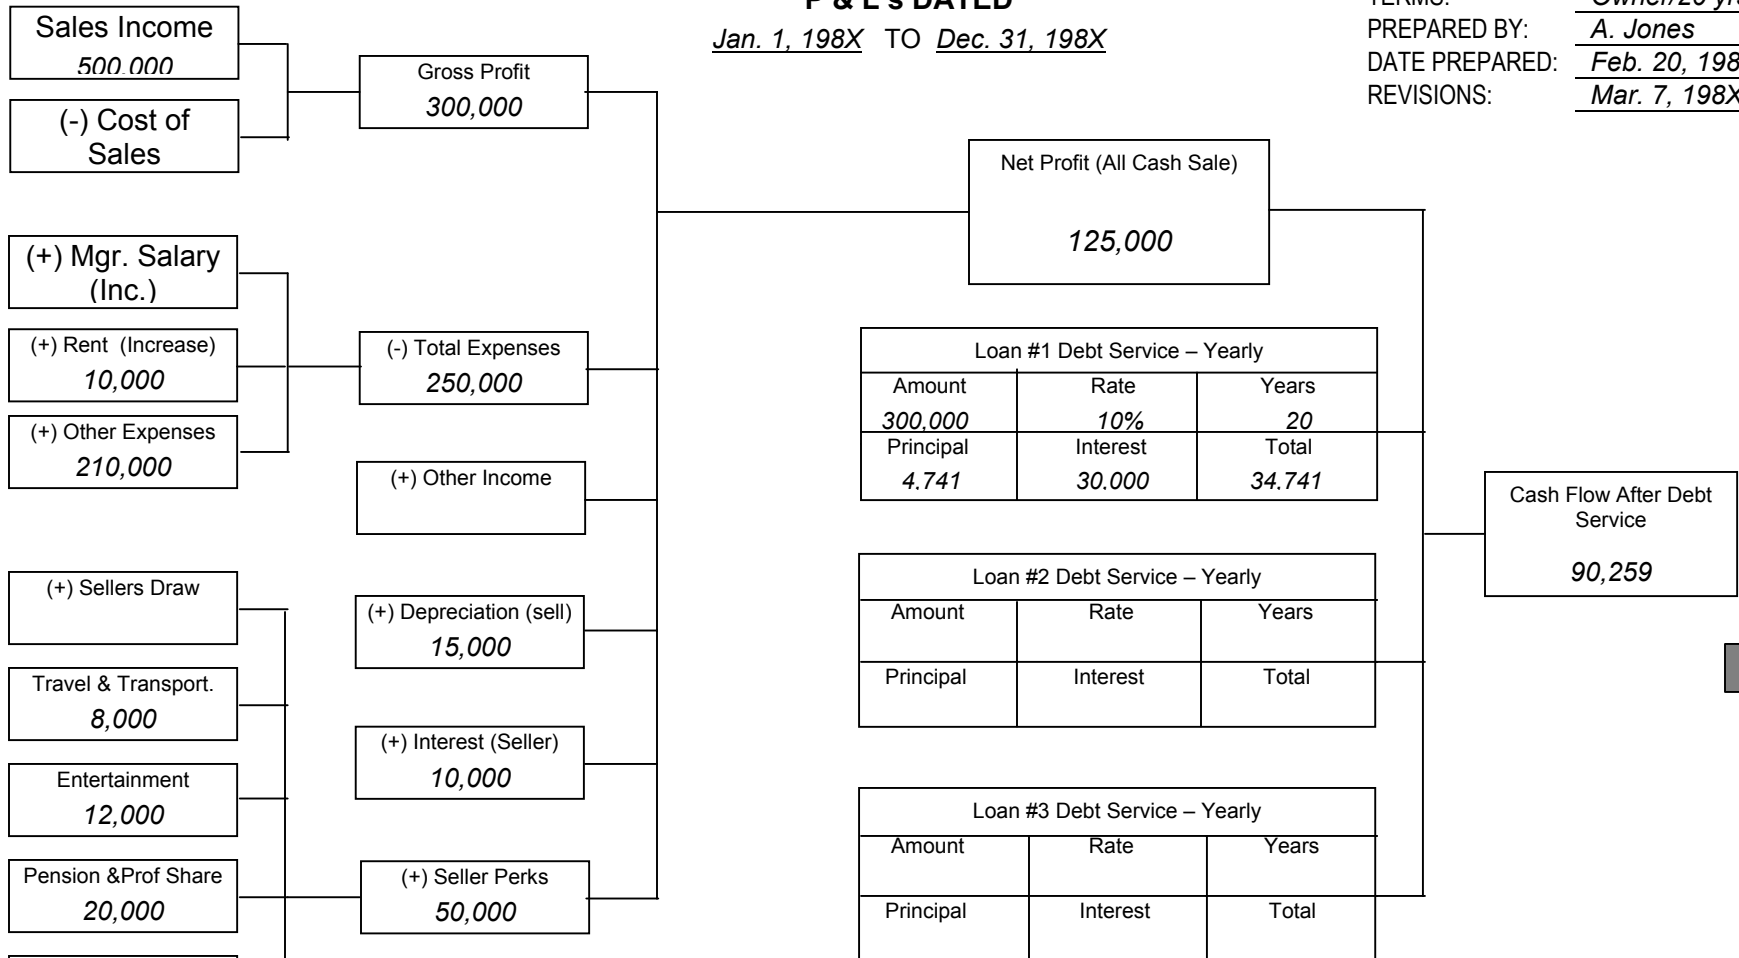 P & L's DATED
Jan. 1, 198X TO Dec. 31, 198X
TERMS: Owner/20 yr
PREPARED BY: A. Jones
DATE PREPARED: Feb. 20, 198
REVISIONS: Mar. 7, 198X
Sales Income
500,000
(-) Cost of
Sales
Gross Profit
300,000
Net Profit (All Cash Sale)
125,000
(+) Mgr. Salary
(Inc.)
(+) Rent (Increase)
10,000
(+) Other Expenses
210,000
(-) Total Expenses
250,000
(+) Other Income
(+) Sellers Draw
Travel & Transport.
8,000
Entertainment
12,000
Pension &Prof Share
20,000
(+) Depreciation (sell)
15,000
(+) Interest (Seller)
10,000
(+) Seller Perks
50,000
Loan #1 Debt Service – Yearly
Amount Rate Years
300,000 10% 20
Principal Interest Total
4,741 30,000 34,741
Loan #2 Debt Service – Yearly
Amount Rate Years
Principal Interest Total
Loan #3 Debt Service – Yearly
Amount Rate Years
Principal Interest Total
Cash Flow After Debt
Service
90,259